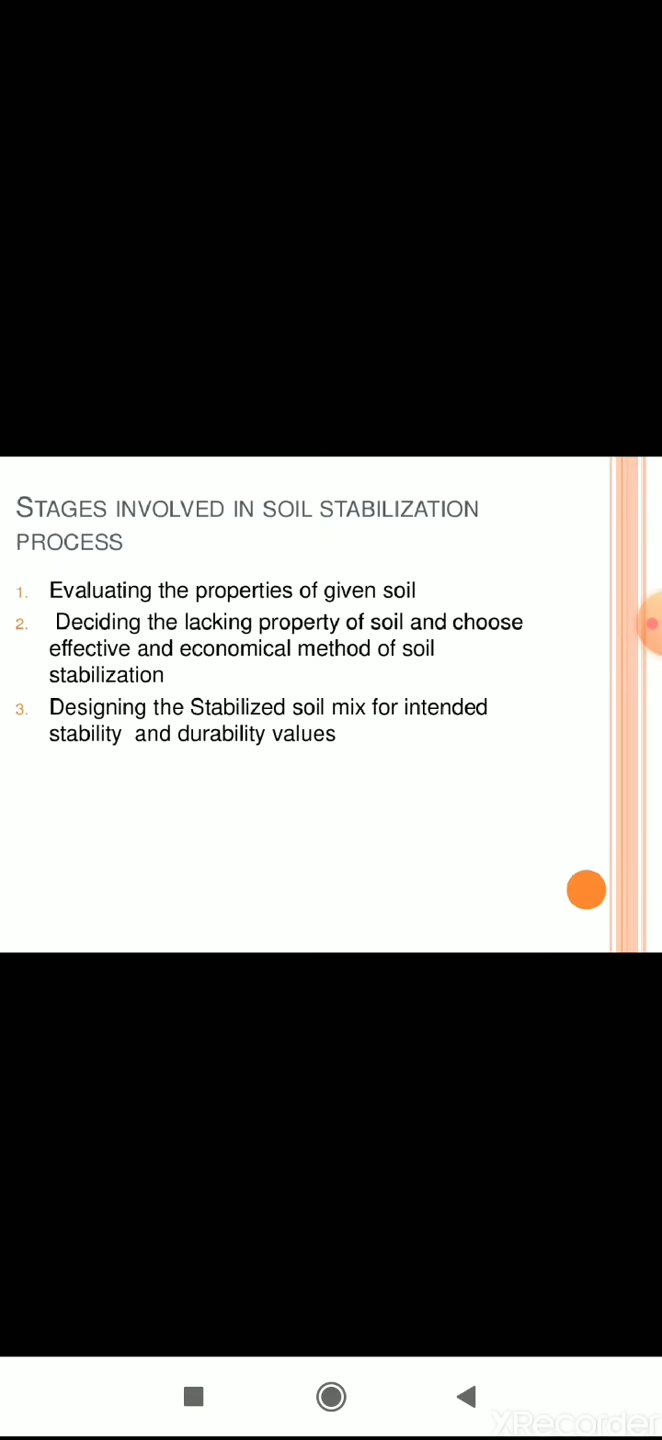 STAGES INVOLVED IN SOIL STABILIZATION
PROCESS
1. Evaluating the properties of given soil
2. Deciding the lacking property of soil and choose
effective and economical method of soil
stabilization
3. Designing the Stabilized soil mix for intended
stability and durability values
XRecorder